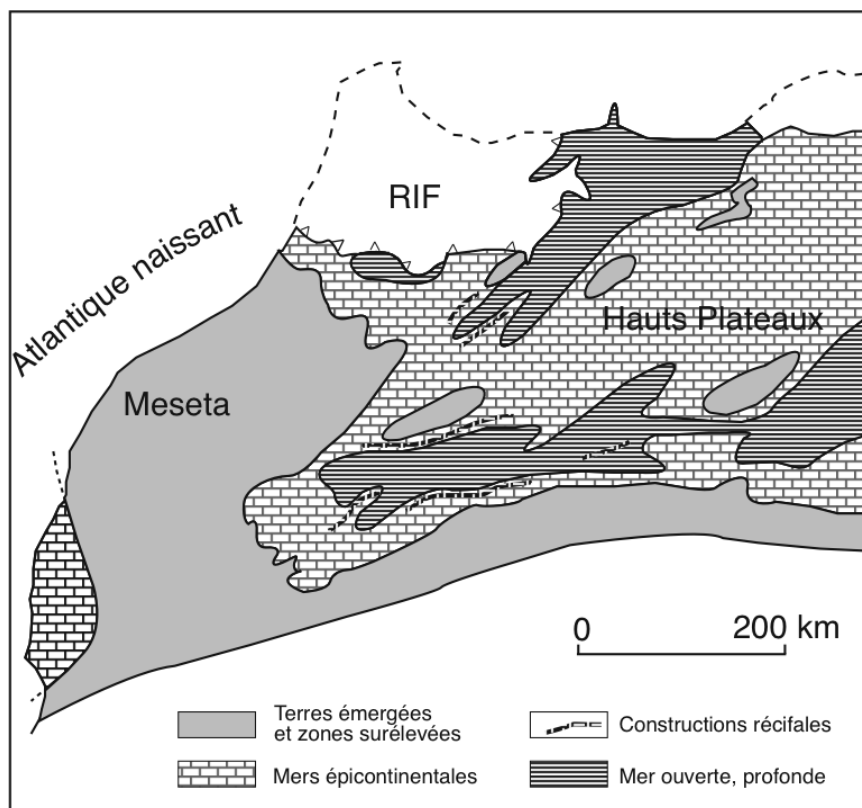 RIF
Atlantique naissant
Hauts Plateaux
Meseta
0 200 km
Terres émergées
et zones surélevées
Constructions récifales
Mers épicontinentales
Mer ouverte, profonde